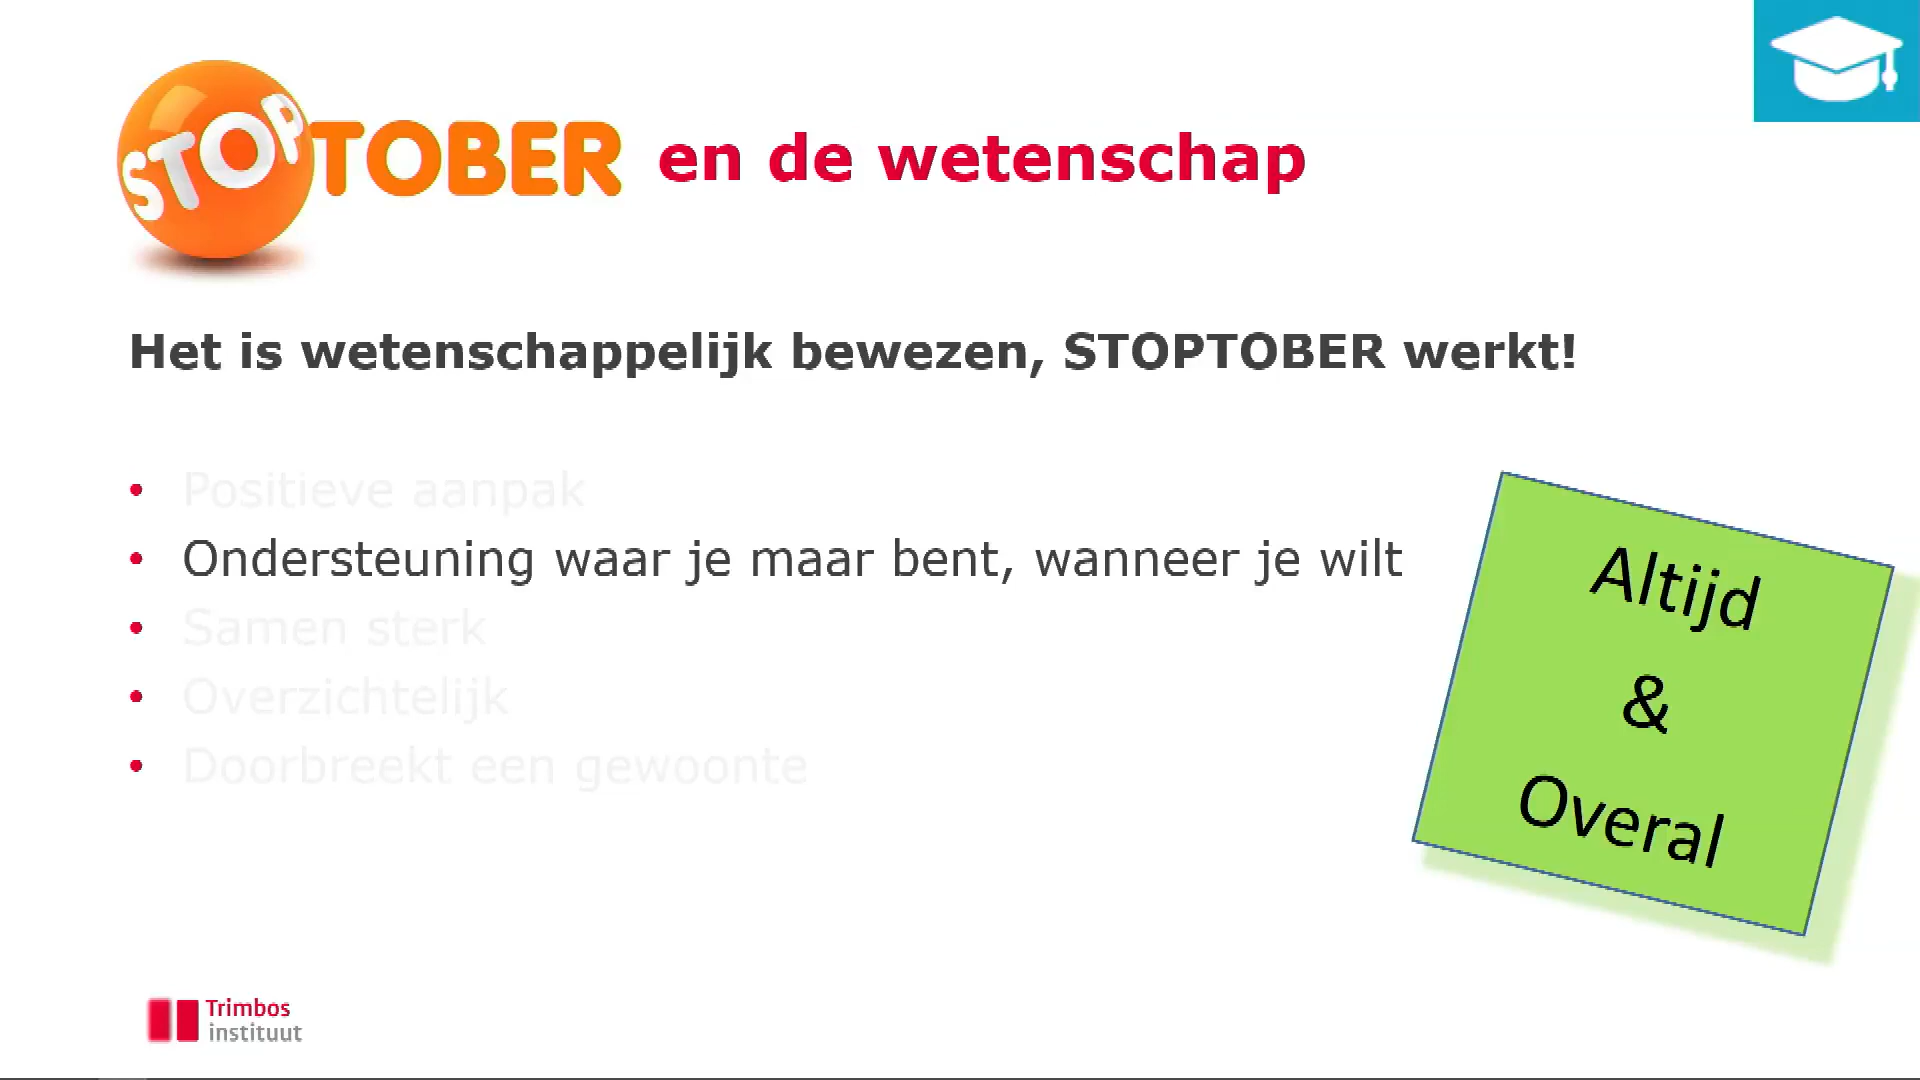 STOPTOBER en de wetenschap
Het is wetenschappelijk bewezen, STOPTOBER werkt!
• Positieve aanpak
• Ondersteuning waar je maar bent, wanneer je wilt
• Samen sterk
• Overzichtelijk
• Doorbreekt een gewoonte
Altijd
&
Overal
Trimbos
instituut